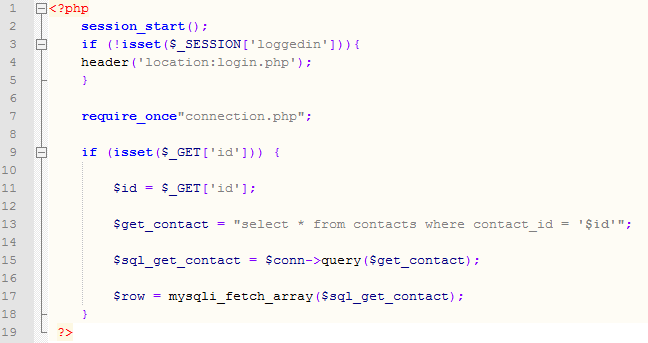 1 <?php
2 session_start();
3 if (!isset($_SESSION['loggedin'])){
4 header('location:login.php');
5 }
6
7 require_once"connection.php";
8
9 if (isset($_GET['id'])) {
10
11 $id = $_GET['id'];
12
13 $get_contact = "select * from contacts where contact_id = '$id'";
14
15 $sql_get_contact = $conn->query($get_contact);
16
17 $row = mysqli_fetch_array($sql_get_contact);
18 }
19 ?>